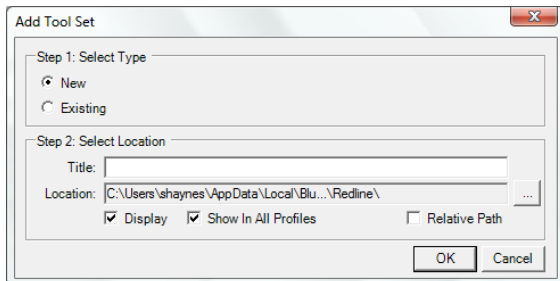 Add Tool Set
Step 1: Select Type
New
Existing
Step 2: Select Location
Title:
Location: C:\Users\shaynes\AppData\Local\Blu...\Redline\ ...
Display Show In All Profiles Relative Path
OK Cancel